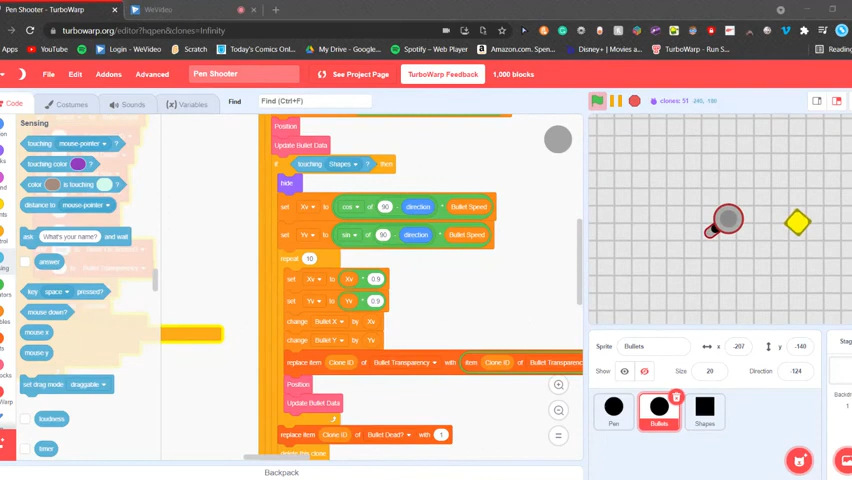 Pen Shooter - TurboWarp × WeVideo × +
turbowarp.org/editor?hqpen&clones=Infinity
Apps YouTube Login - WeVideo Scratch Today's Comics Onli... My Drive - Google... Spotify – Web Player Amazon.com. Spen... Disney+ | Movies a... TurboWarp - Run S... Reading
File Edit Addons Advanced Pen Shooter See Project Page TurboWarp Feedback 1,000 blocks
Code Costumes Sounds Variables Find Find (Ctrl+F) clones: 51 240, 180
Sensing
touching mouse-pointer ?
touching color ?
color is touching ?
distance to mouse-pointer
ask What's your name? and wait
answer
key space pressed?
mouse down?
mouse x
mouse y
set drag mode draggable
loudness
timer
Position
Update Bullet Data
if touching Shapes ? then
hide
set Xv to cos of 90 - direction * Bullet Speed
set Yv to sin of 90 - direction * Bullet Speed
repeat 10
set Xv to Xv * 0.9
set Yv to Yv * 0.9
change Bullet X by Xv
change Bullet Y by Yv
replace item Clone ID of Bullet Transparency with item Clone ID of Bullet Transparenc
Position
Update Bullet Data
replace item Clone ID of Bullet Dead? with 1
delete this clone
Backpack
Sprite Bullets x -207 y -140
Show Size 20 Direction -124
Pen Bullets Shapes
Stag
Backdr
1